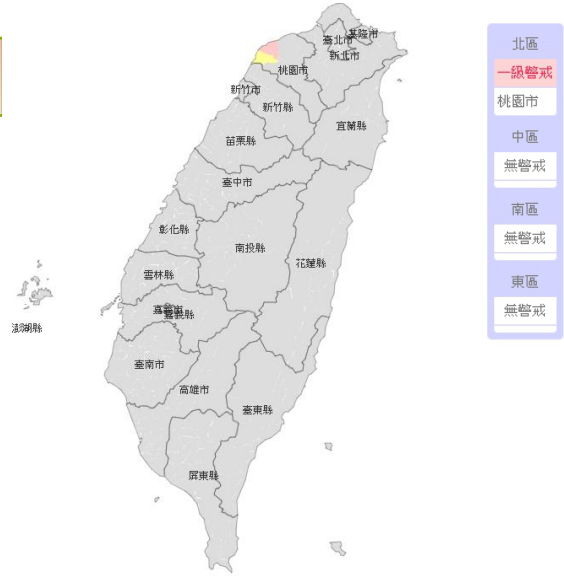 基隆市
臺北市
新北市
桃園市
新竹市
新竹縣
宜蘭縣
苗栗縣
臺中市
彰化縣
南投縣
花蓮縣
雲林縣
嘉義市
嘉義縣
澎湖縣
臺南市
高雄市
臺東縣
屏東縣
北區
一級警戒
桃園市
中區
無警戒
南區
無警戒
東區
無警戒